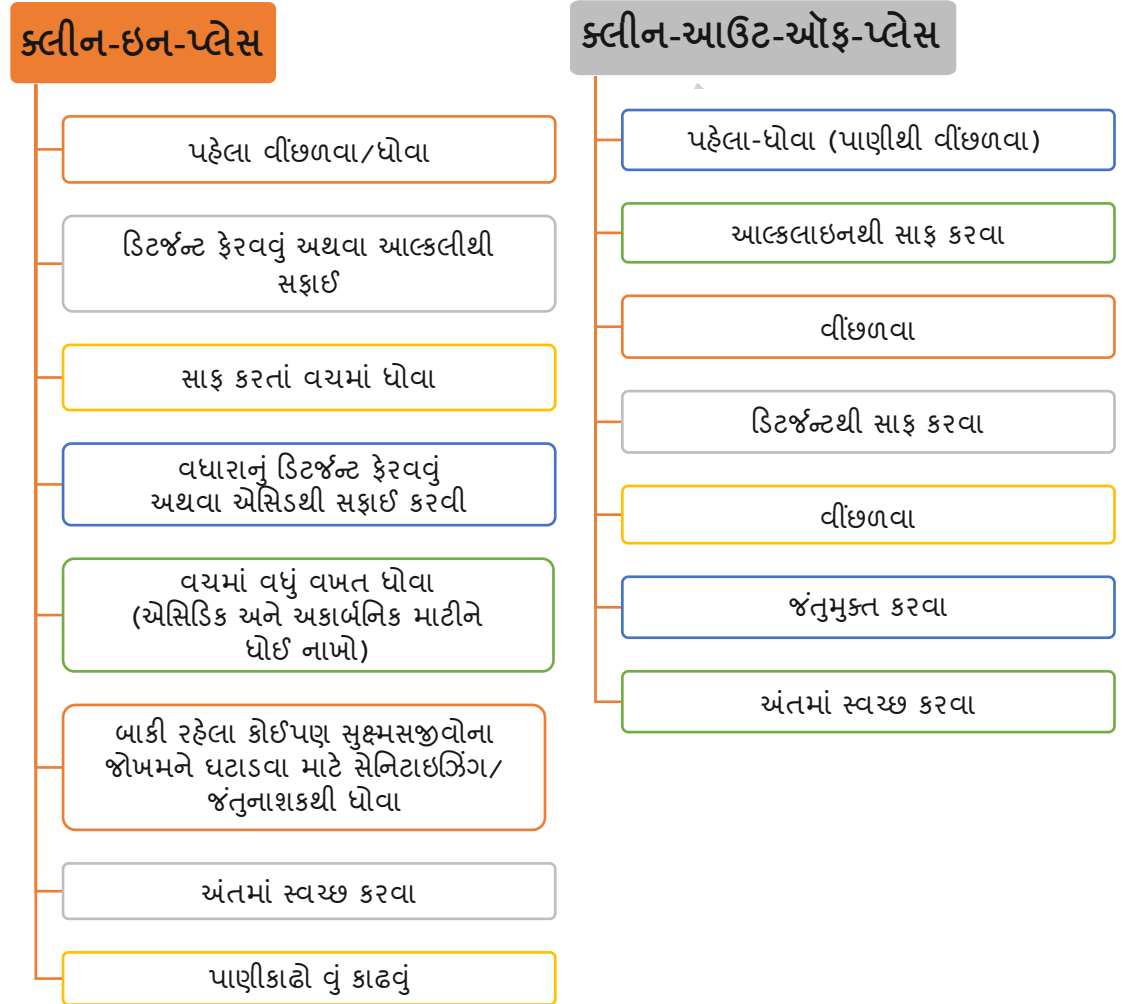 ક્લીન-ઇન-પ્લેસ
પહેલા વીંછળવા/ધોવા
ડિટર્જન્ટ ફેરવવું અથવા આલ્કલીથી
સફાઈ
સાફ કરતાં વચમાં ધોવા
વધારાનું ડિટર્જન્ટ ફેરવવું
અથવા એસિડથી સફાઈ કરવી
વચમાં વધું વખત ધોવા
(એસિડિક અને અકાર્બનિક માટીને
ધોઈ નાખો)
બાકી રહેલા કોઈપણ સુક્ષ્મસજીવોના
જોખમને ઘટાડવા માટે સેનિટાઇઝિંગ/
જંતુનાશકથી ધોવા
અંતમાં સ્વચ્છ કરવા
પાણીકાઢો વું કાઢવું
ક્લીન-આઉટ-ઑફ-પ્લેસ
પહેલા-ધોવા (પાણીથી વીંછળવા)
આલ્કલાઇનથી સાફ કરવા
વીંછળવા
ડિટર્જન્ટથી સાફ કરવા
વીંછળવા
જંતુમુક્ત કરવા
અંતમાં સ્વચ્છ કરવા